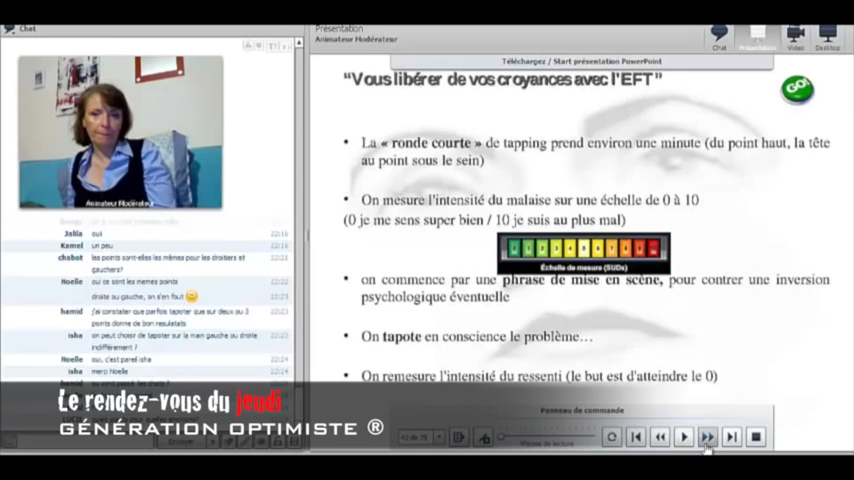 Chat
Présentation
Animateur Modérateur
Chat
Présentation
Video
Desktop
Téléchargez / Start présentation PowerPoint
Animateur Modérateur
Jalila oui 22:16
Kamel un peu 22:16
chabot les points sont-elles les mêmes pour les droitiers et 22:21
gauchers?
Noelle oui ce sont les memes points 22:22
droite ou gauche, on s'en fout 22:23
hamid j'ai constater que parfois tapoter que sur deux ou 3 22:23
points donne de bon resulatats
isha on peut choisir de tapoter sur la main gauche ou droite 22:23
indifféremment ?
Noelle oui, c'est pareil isha 22:24
isha merci Noelle 22:24
"Vous libérer de vos croyances avec l'EFT"
GO!
• La « ronde courte » de tapping prend environ une minute (du point haut, la tête
au point sous le sein)
• On mesure l'intensité du malaise sur une échelle de 0 à 10
(0 je me sens super bien / 10 je suis au plus mal)
Échelle de mesure (SUDs)
• on commence par une phrase de mise en scène, pour contrer une inversion
psychologique éventuelle
• On tapote en conscience le problème…
• On remesure l'intensité du ressenti (le but est d'atteindre le 0)
Panneau de commande
Vitesse de lecture
Le rendez-vous du jeudi
GÉNÉRATION OPTIMISTE ®
Envoyer